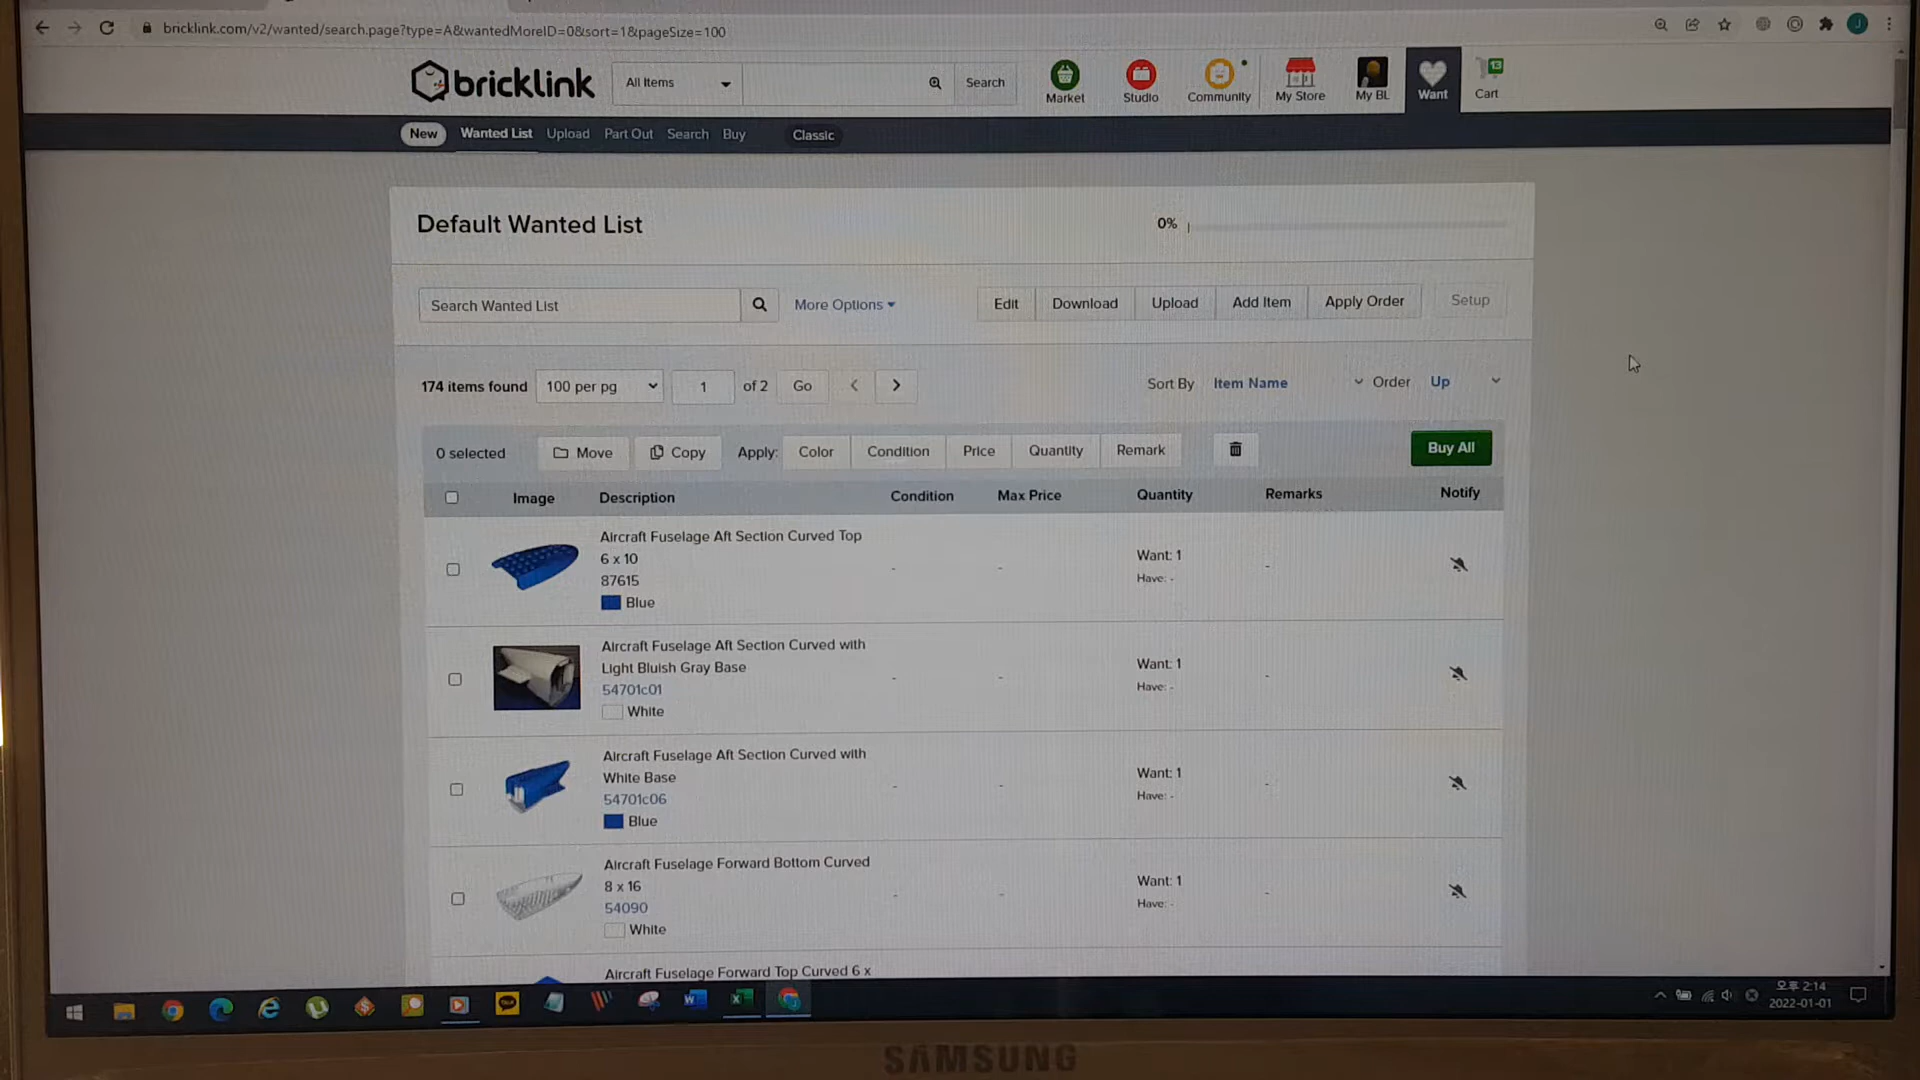 bricklink.com/v2/wanted/search.page?type=A&wantedMoreID=0&sort=1&pageSize=100
J
bricklink
All Items
Search
Market
Studio
Community
My Store
My BL
Want
13
Cart
New
Wanted List
Upload
Part Out
Search
Buy
Classic
Default Wanted List
0%
Search Wanted List
More Options
Edit
Download
Upload
Add Item
Apply Order
Setup
174 items found
100 per pg
1
of 2
Go
Sort By
Item Name
Order
Up
0 selected
Move
Copy
Apply:
Color
Condition
Price
Quantity
Remark
Buy All
Image
Description
Condition
Max Price
Quantity
Remarks
Notify
Aircraft Fuselage Aft Section Curved Top
6 x 10
87615
Blue
-
-
Want: 1
Have: -
-
Aircraft Fuselage Aft Section Curved with
Light Bluish Gray Base
54701c01
White
-
-
Want: 1
Have: -
-
Aircraft Fuselage Aft Section Curved with
White Base
54701c06
Blue
-
-
Want: 1
Have: -
-
Aircraft Fuselage Forward Bottom Curved
8 x 16
54090
White
-
-
Want: 1
Have: -
-
Aircraft Fuselage Forward Top Curved 6 x
오후 2:14
2022-01-01
SAMSUNG